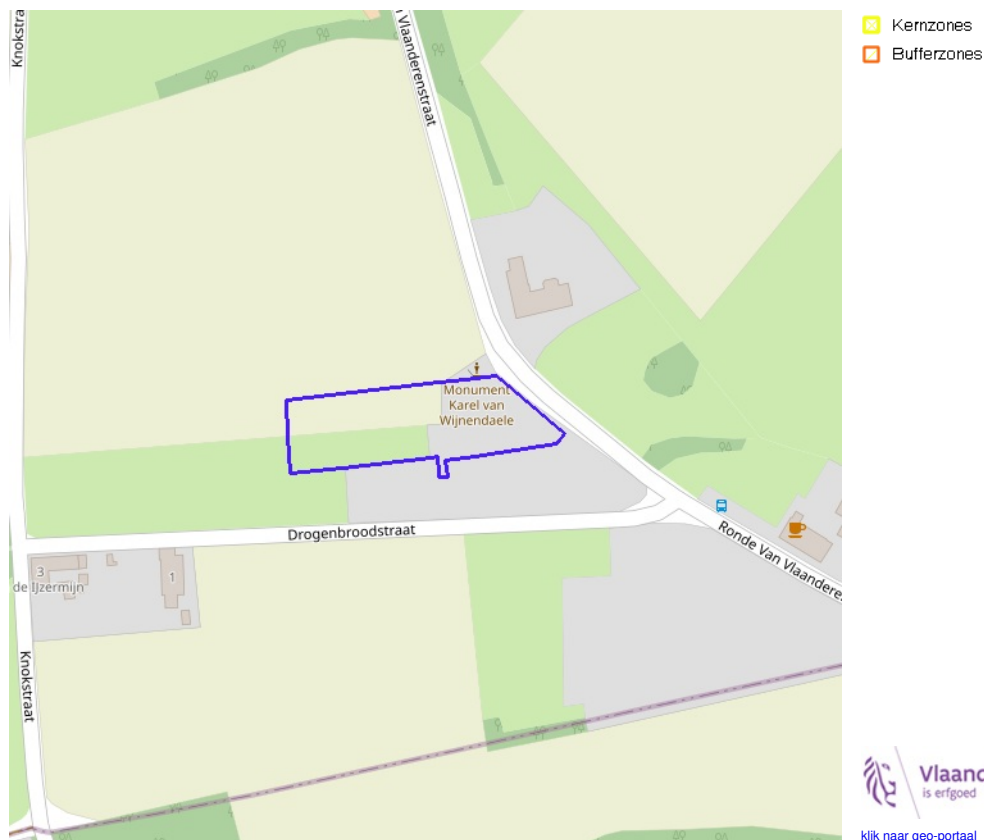 Knokstra
n Vlaanderenstraat
Monument
Karel van
Wijnendaele
Drogenbroodstraat
Ronde Van Vlaandere
3
1
de IJzermijn
Knokstraat
Kernzones
Bufferzones
Vlaand
is erfgoed
klik naar geo-portaal